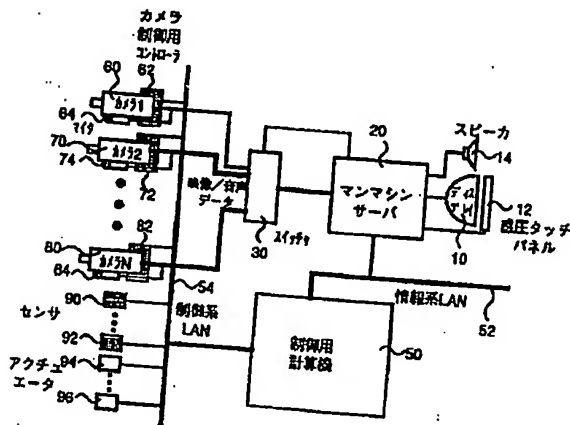 カメラ
制御用
コントローラ
60
62
カメラ1
64
マイク
70
カメラ2
74
72
映像/音声
データ
30
スイッチャ
20
マンマシン・
サーバ
スピーカ
14
ディス
プレイ
12
感圧タッチ
パネル
10
80
82
カメラN
84
54
制御系
LAN
情報系LAN
52
90
センサ
92
94
アクチュ
エータ
96
制御用
計算機
50